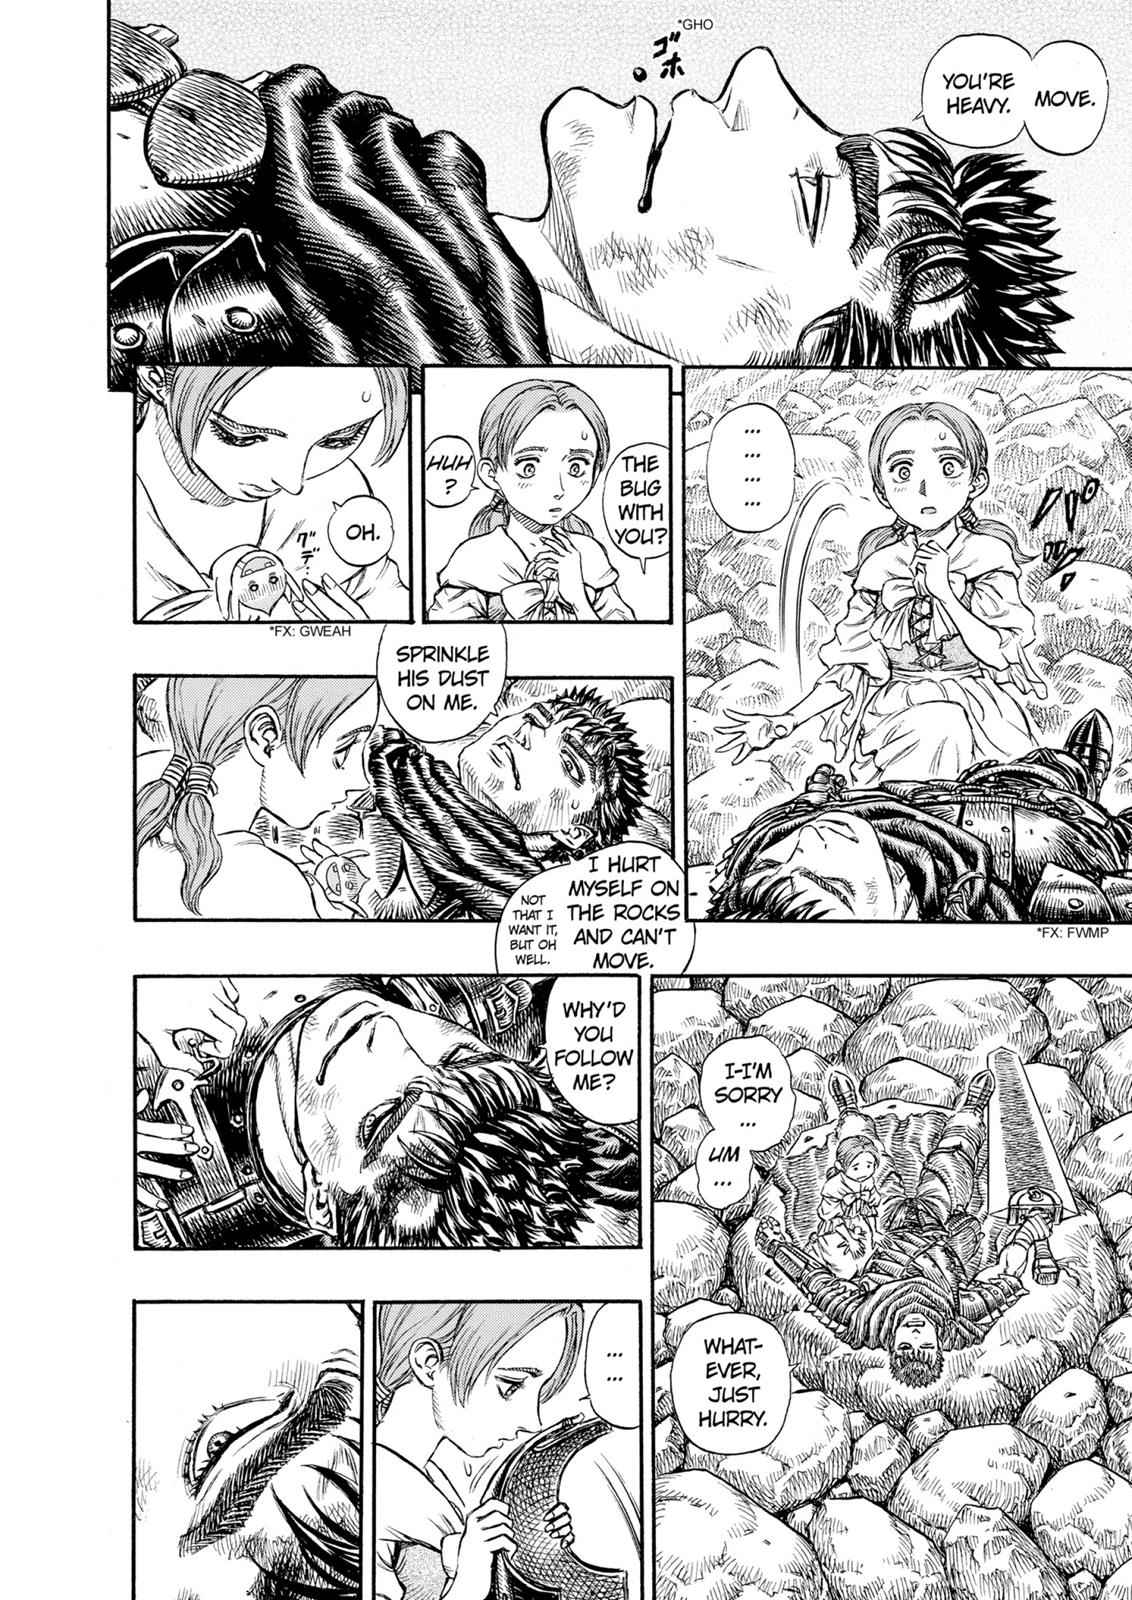 *GHO
ゴホ
MOVE.
YOU'RE
HEAVY.
...
...
THE
BUG WITH
YOU?
HUH
?
OH.
グデ…
*FX: GWEAH
*FX: FWMP
SPRINKLE
HIS DUST
ON ME.
I HURT
MYSELF ON
THE ROCKS
AND CAN'T
MOVE.
NOT
THAT I
WANT IT,
BUT OH
WELL.
I-I'M
SORRY
...
UM
...
WHAT-
EVER,
JUST
HURRY.
WHY'D
YOU
FOLLOW
ME?
...
...